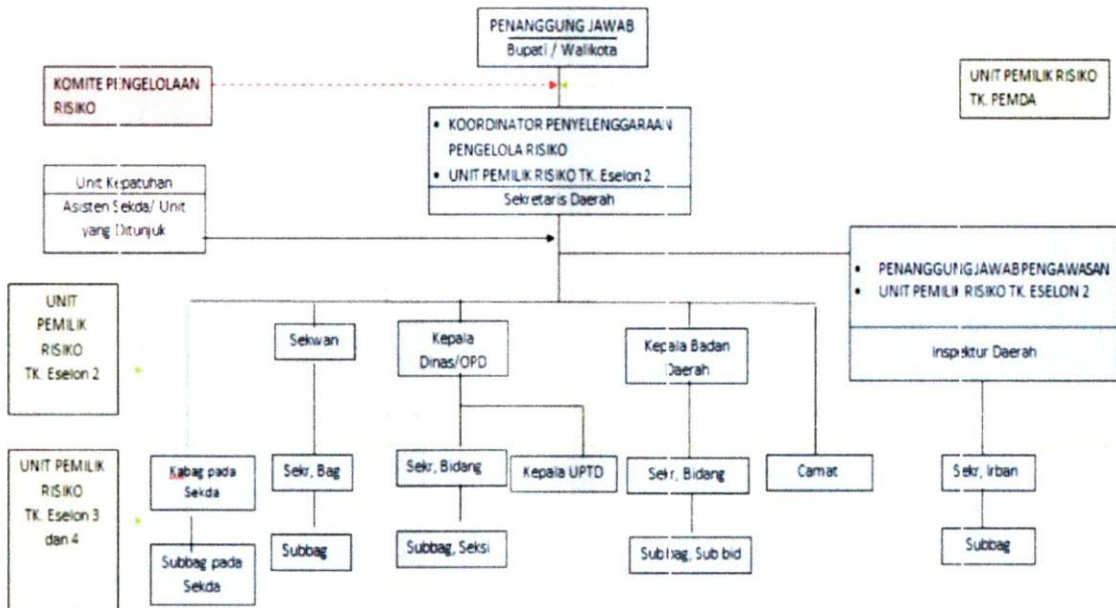 PENANGGUNG JAWAB
Bupati / Walikota
KOMITE PENGELOLAAN
RISIKO
UNIT PEMILIK RISIKO
TK. PEMDA
• KOORDINATOR PENYELENGGARAAN
PENGELOLA RISIKO
• UNIT PEMILIK RISIKO TK. Eselon 2
Sekretaris Daerah
Unit Kepatuhan
Asisten Sekda/ Unit
yang Ditunjuk
• PENANGGUNG JAWAB PENGAWASAN
• UNIT PEMILIK RISIKO TK. ESELON 2
Inspektur Daerah
UNIT
PEMILIK
RISIKO
TK. Eselon 2
Sekwan
Kepala
Dinas/OPD
Kepala Badan
Daerah
UNIT PEMILIK
RISIKO
TK. Eselon 3
dan 4
Kabag pada
Sekda
Sekr, Bag
Sekr, Bidang
Kepala UPTD
Sekr, Bidang
Camat
Sekr, Irban
Subbag pada
Sekda
Subbag
Subbag, Seksi
Subbag, Sub bid
Subbag